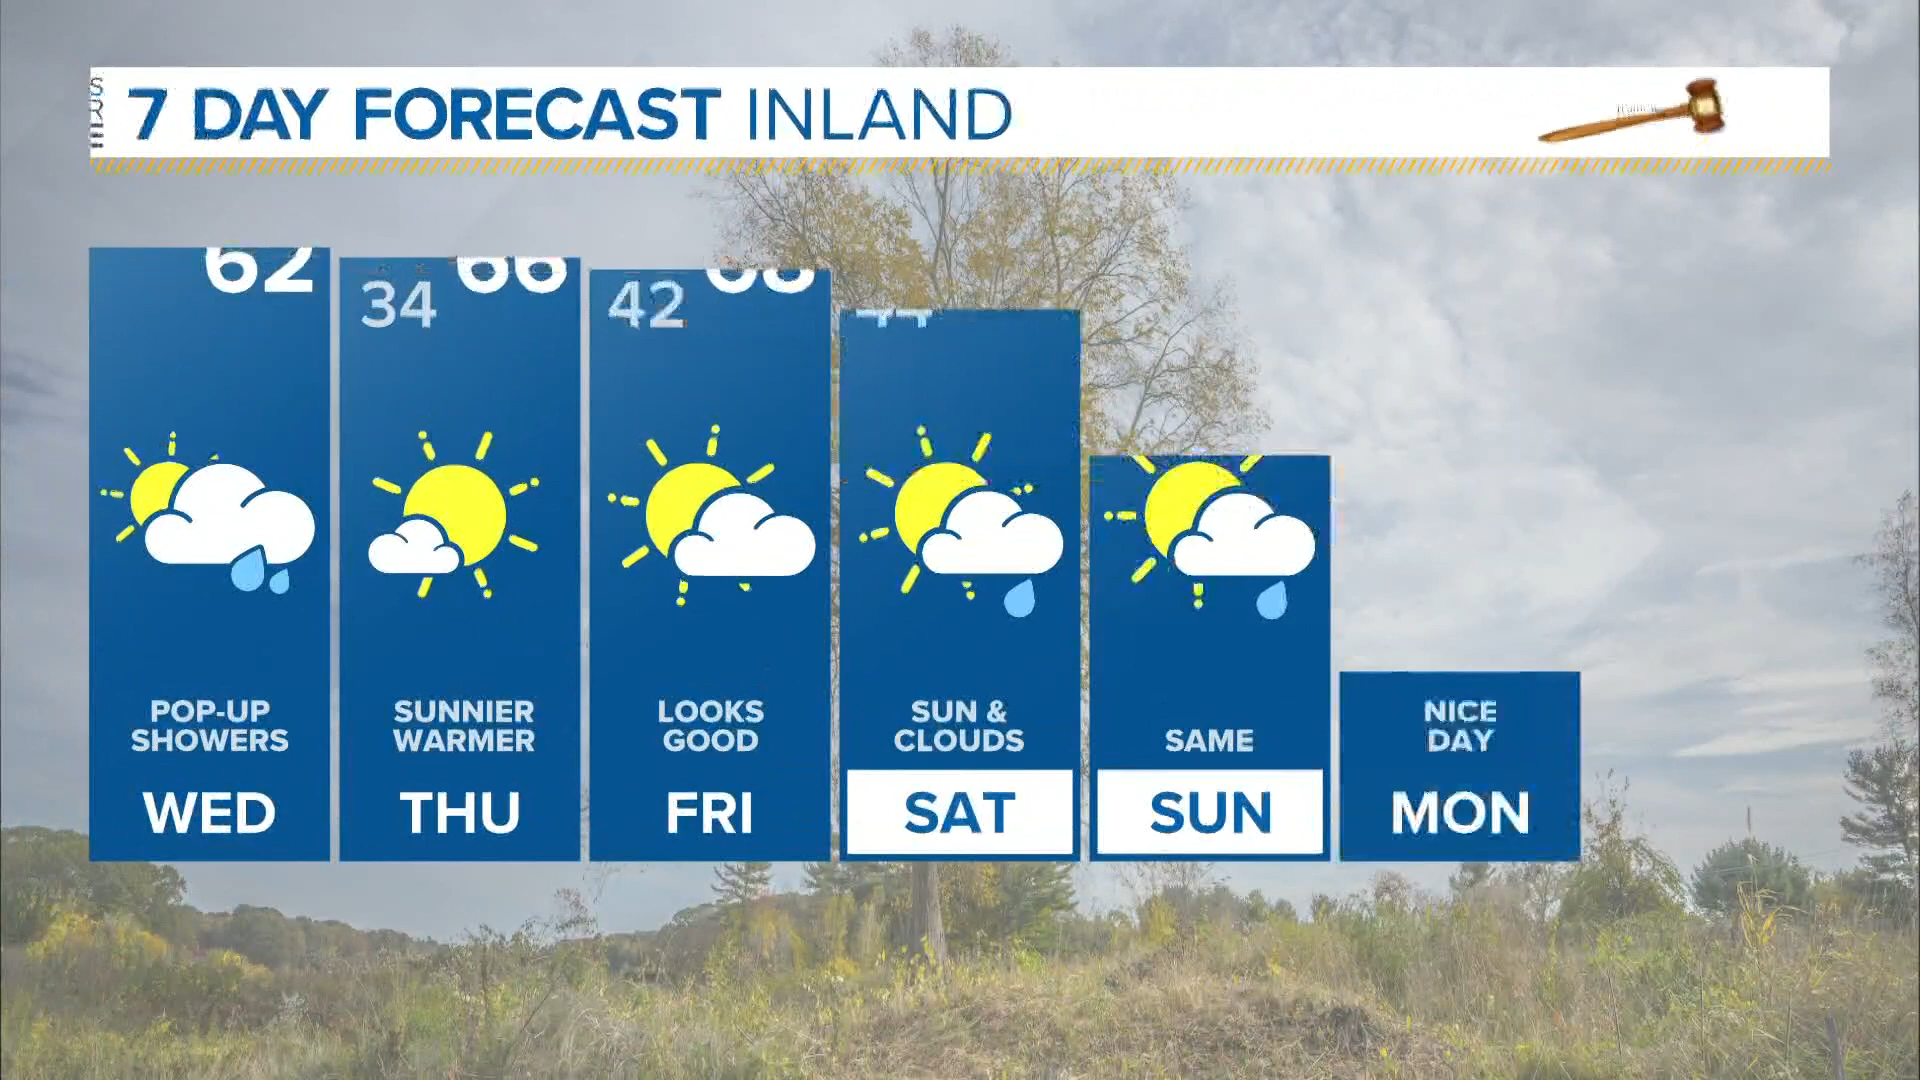 7 DAY FORECAST INLAND
62
34 66
42
POP-UP
SHOWERS
WED
SUNNIER
WARMER
THU
LOOKS
GOOD
FRI
SUN &
CLOUDS
SAT
SAME
SUN
NICE
DAY
MON